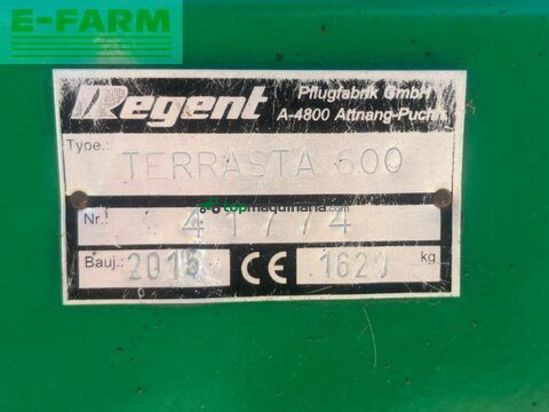 E-FARM
Regent
Pflugfabrik GmbH
A-4800 Attnang-Puchh.
Type.: TERRASTA 600
topmaquinaria.com
Nr.: 41774
Bauj.: CE 1620 kg